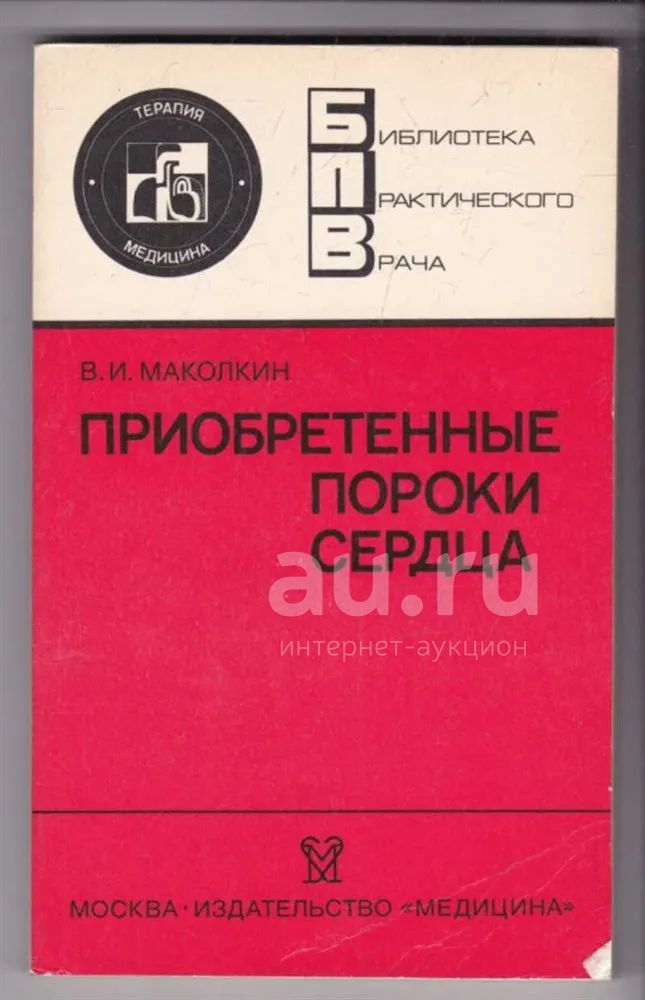 ТЕРАПИЯ
МЕДИЦИНА
БИБЛИОТЕКА
ПРАКТИЧЕСКОГО
ВРАЧА
В. И. МАКОЛКИН
ПРИОБРЕТЕННЫЕ
ПОРОКИ
СЕРДЦА
au.ru
интернет-аукцион
МОСКВА · ИЗДАТЕЛЬСТВО «МЕДИЦИНА»